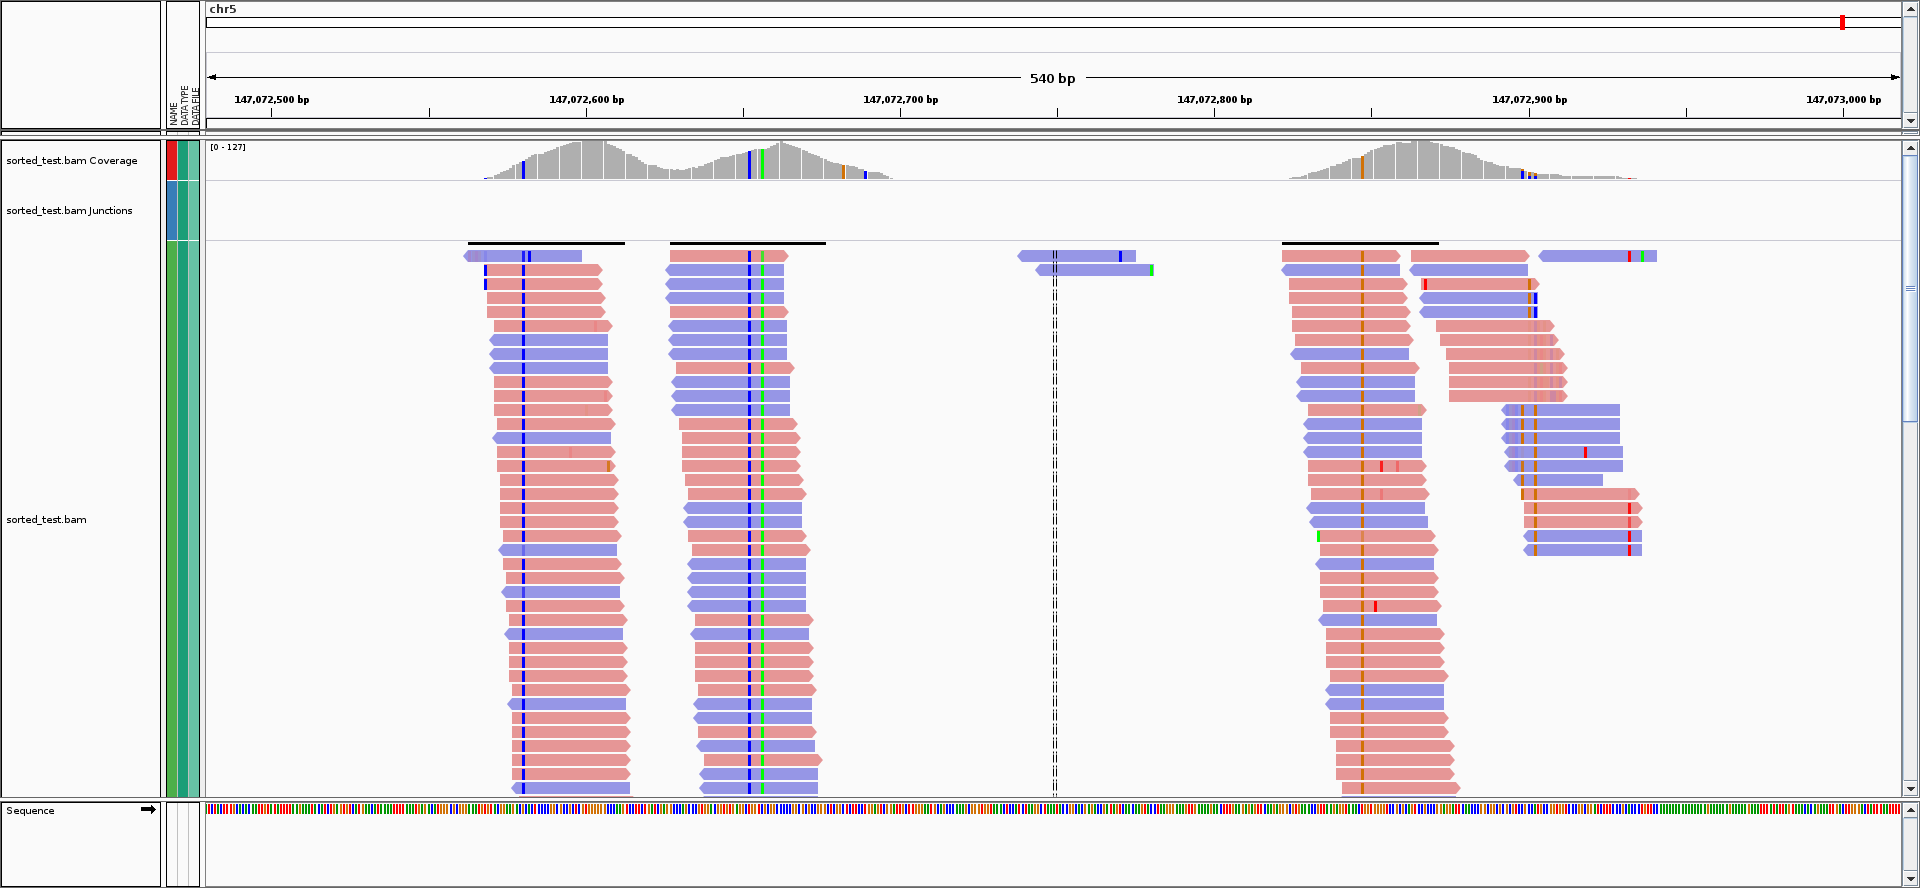 chr5
540 bp
147,072,500 bp 147,072,600 bp 147,072,700 bp 147,072,800 bp 147,072,900 bp 147,073,000 bp
NAME
DATA TYPE
DATA FILE
sorted_test.bam Coverage
[0 - 127]
sorted_test.bam Junctions
sorted_test.bam
Sequence